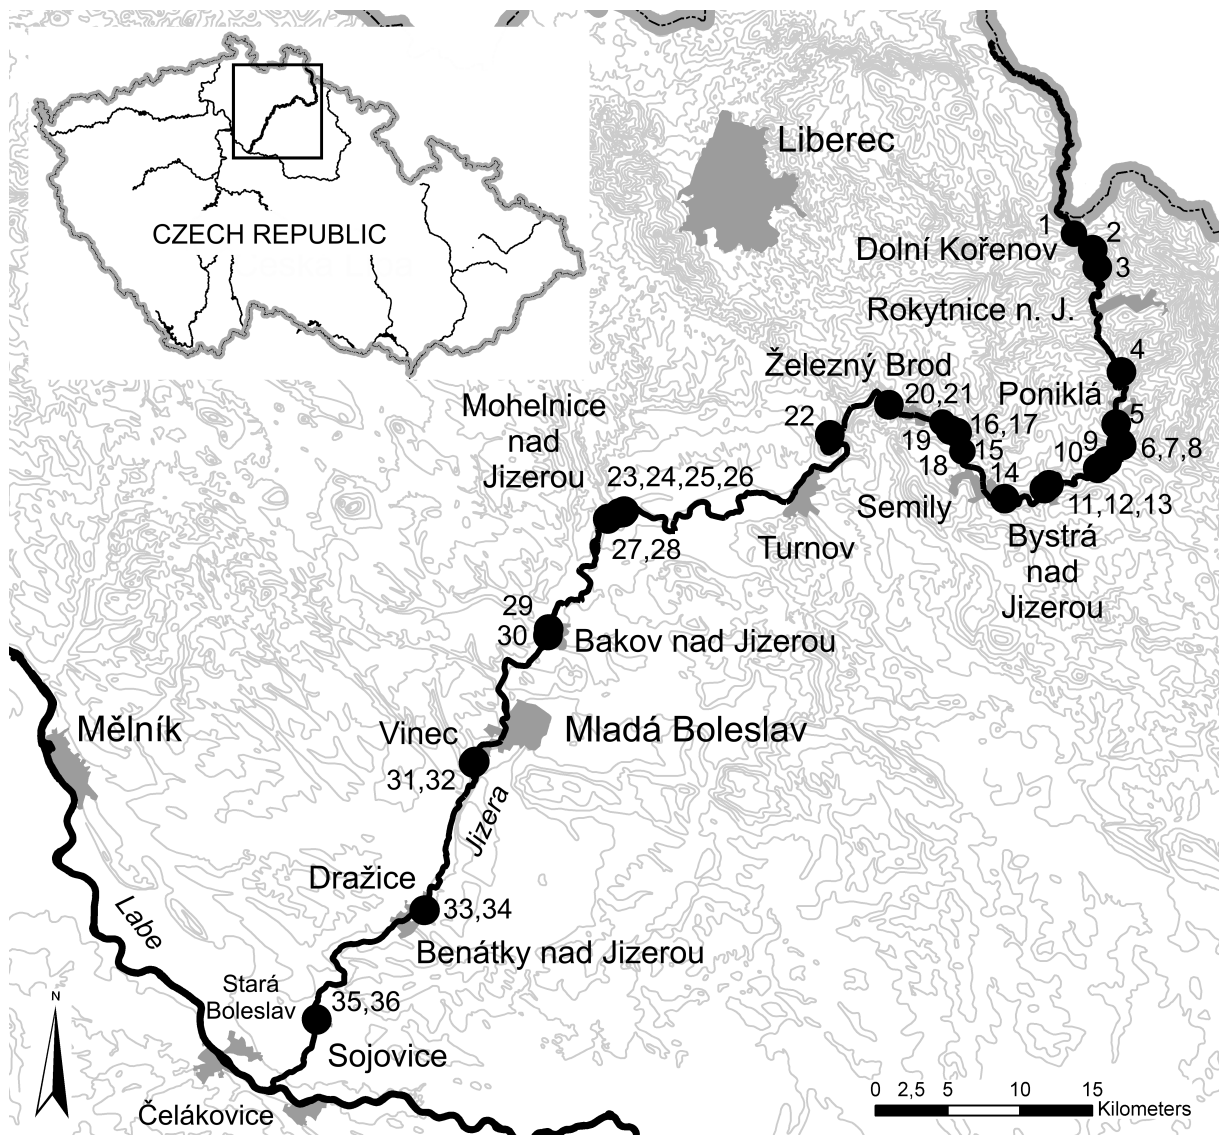 CZECH REPUBLIC
Liberec
1
2
Dolní Kořenov
3
Rokytnice n. J.
4
Železný Brod
Poniklá
20,21
5
Mohelnice
nad
Jizerou
22
16,17
19
15
18
10
9
6,7,8
14
23,24,25,26
11,12,13
Semily
Turnov
27,28
Bystrá
nad
Jizerou
29
30
Bakov nad Jizerou
Mělník
Vinec
Mladá Boleslav
31,32
Jizera
Dražice
33,34
Labe
Benátky nad Jizerou
Stará
Boleslav
35,36
N
Sojovice
Čelákovice
0 2,5 5 10 15
Kilometers